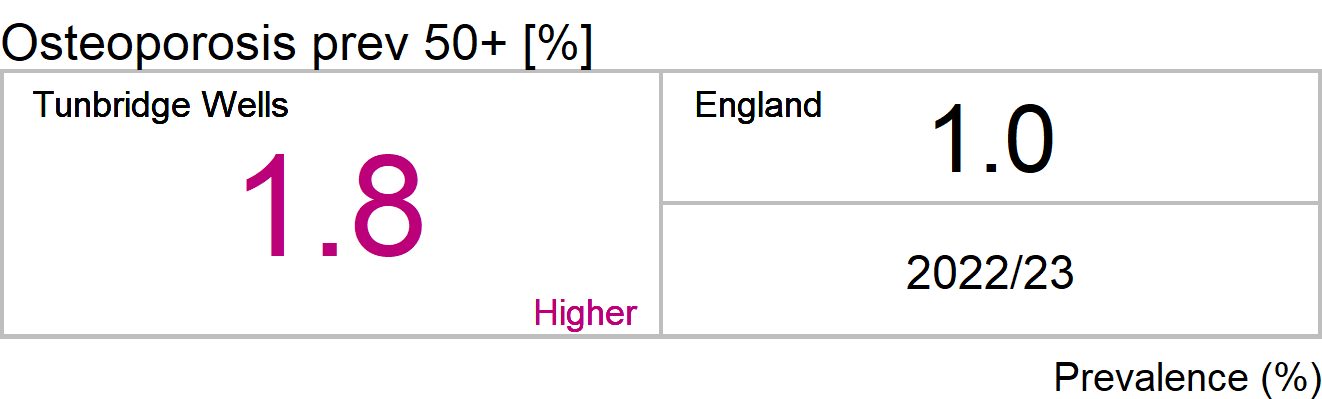 Osteoporosis prev 50+ [%]
Tunbridge Wells
1.8
Higher
England
1.0
2022/23
Prevalence (%)